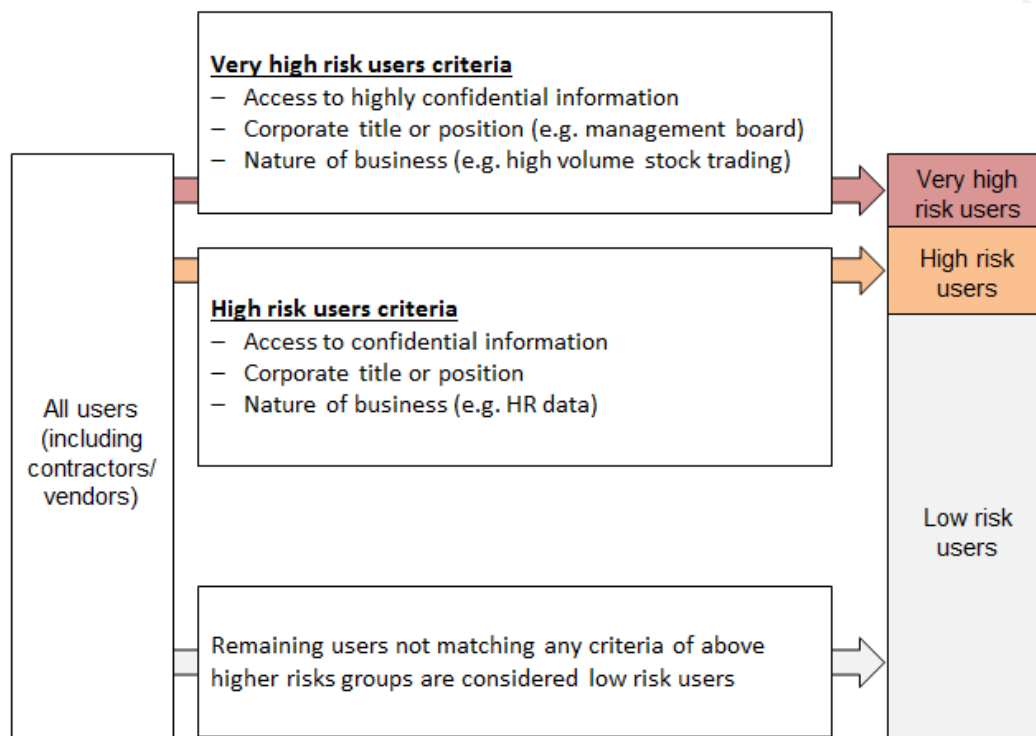 Very high risk users criteria
– Access to highly confidential information
– Corporate title or position (e.g. management board)
– Nature of business (e.g. high volume stock trading)
Very high
risk users
High risk
users
High risk users criteria
– Access to confidential information
– Corporate title or position
– Nature of business (e.g. HR data)
All users
(including
contractors/
vendors)
Low risk
users
Remaining users not matching any criteria of above
higher risks groups are considered low risk users